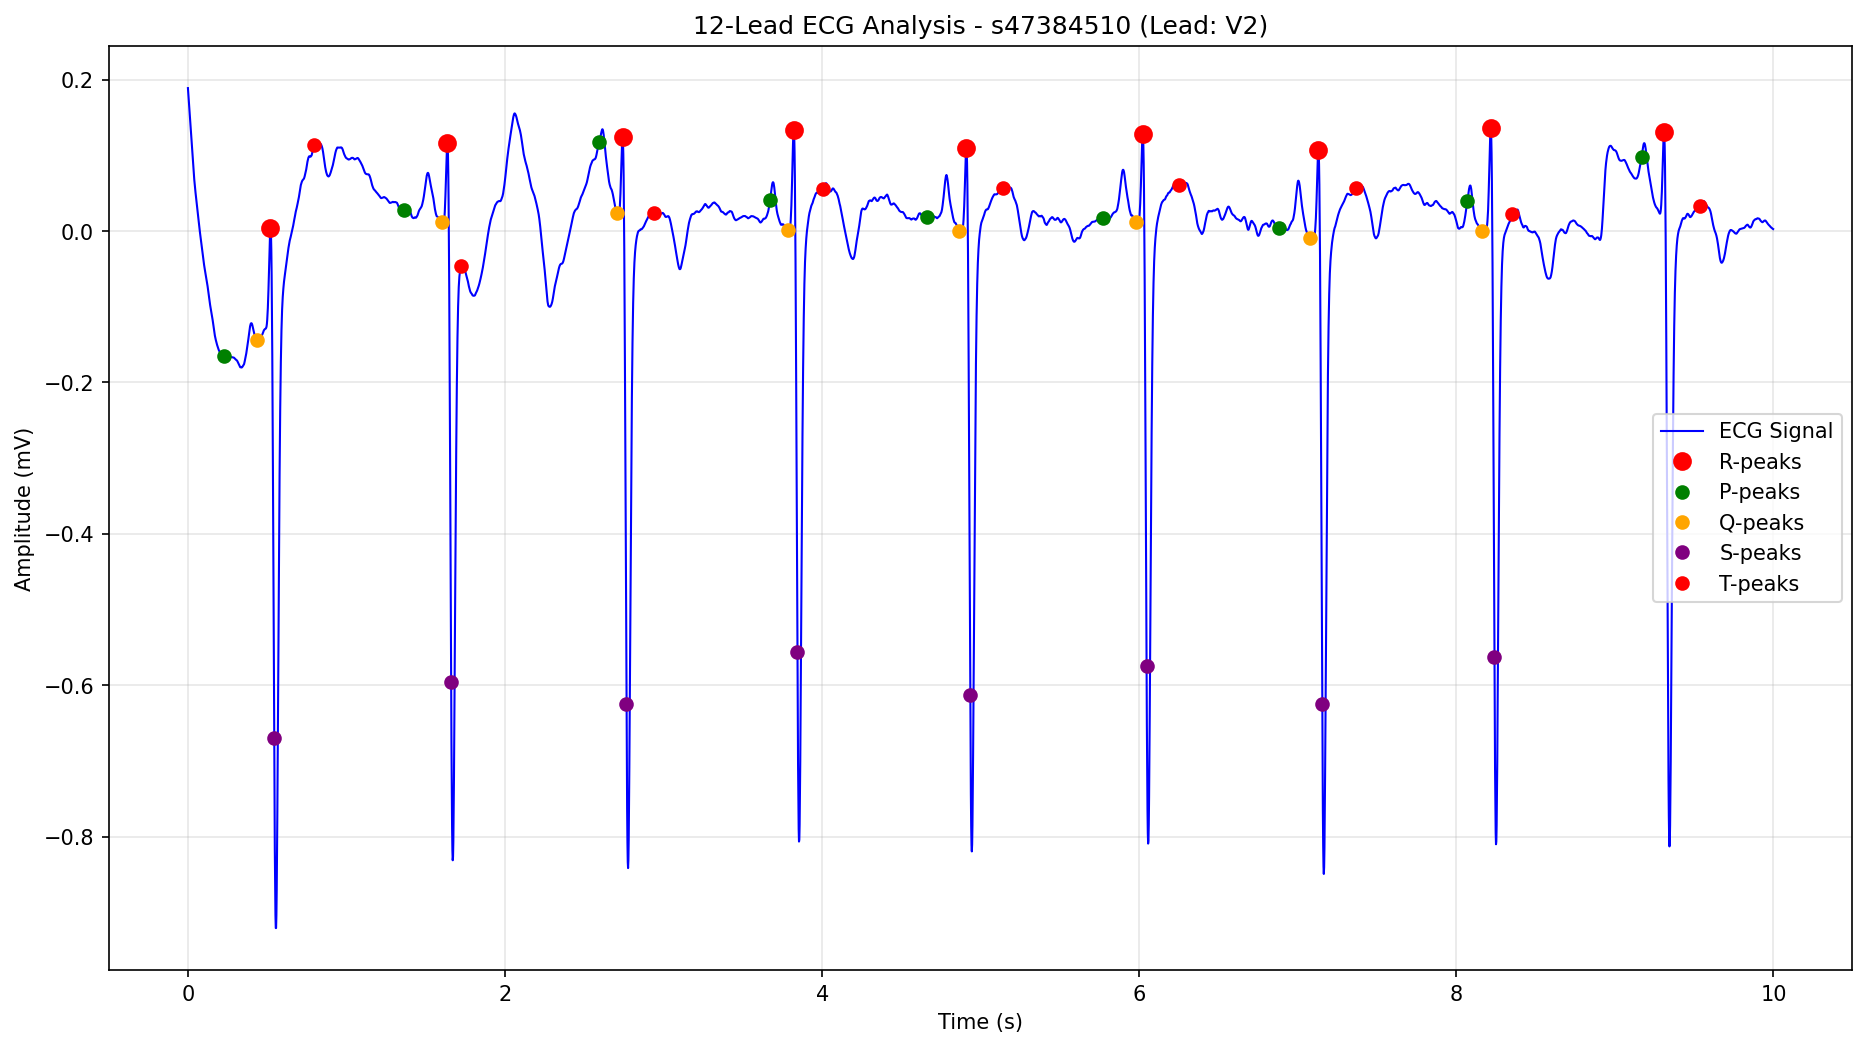 12-Lead ECG Analysis - s47384510 (Lead: V2)
Amplitude (mV)
0.2
0.0
−0.2
−0.4
−0.6
−0.8
ECG Signal
R-peaks
P-peaks
Q-peaks
S-peaks
T-peaks
0 2 4 6 8 10
Time (s)